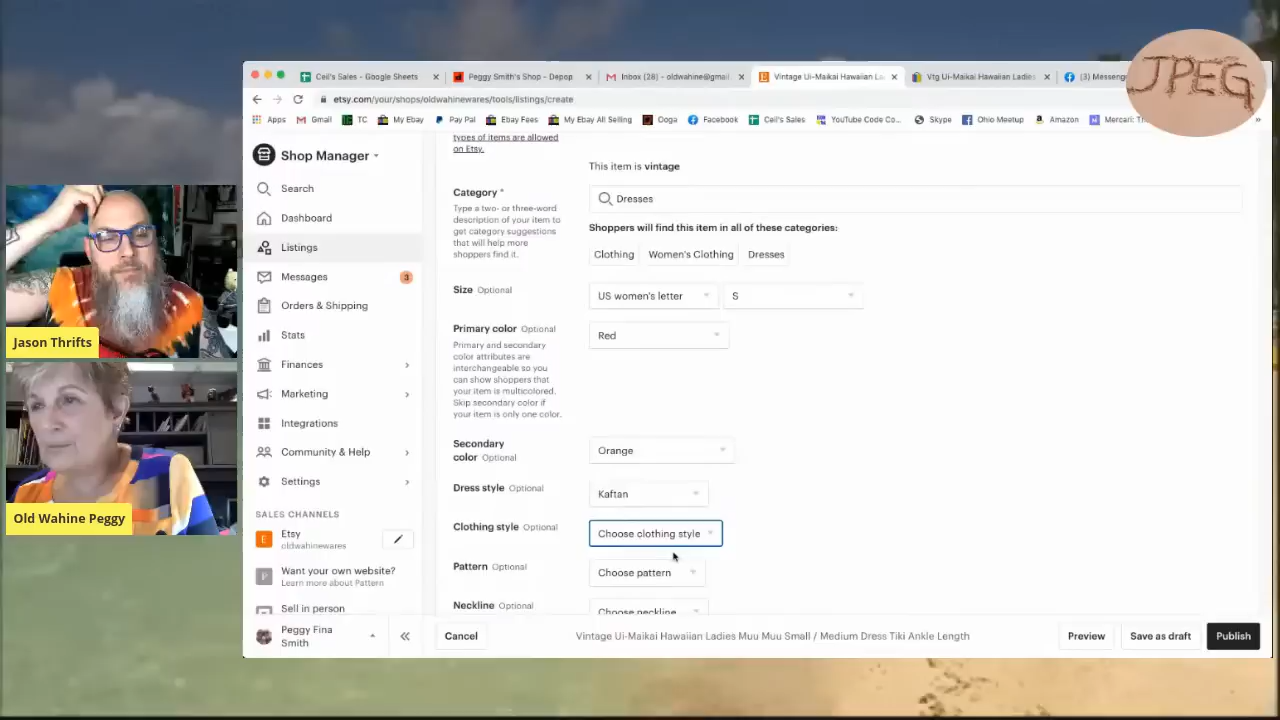 JPEG
Ceil's Sales - Google Sheets
Peggy Smith's Shop - Depop
Inbox (28) - oldwahine@gmail
Vintage Ui-Maikai Hawaiian La
Vtg Ui-Maikai Hawaiian Ladies
(3) Messeng
etsy.com/your/shops/oldwahinewares/tools/listings/create
Apps
Gmail
TC
My Ebay
Pay Pal
Ebay Fees
My Ebay All Selling
Ooga
Facebook
Ceil's Sales
YouTube Code Co...
Skype
Ohio Meetup
Amazon
Mercari: Th
»
Shop Manager
Search
Dashboard
Listings
Messages 3
Orders & Shipping
Stats
Finances
Marketing
Integrations
Community & Help
Settings
SALES CHANNELS
E
Etsy
oldwahinewares
P
Want your own website?
Learn more about Pattern
Sell in person
Peggy Fina
Smith
types of items are allowed
on Etsy.
This item is vintage
Category *
Type a two- or three-word
description of your item to
get category suggestions
that will help more
shoppers find it.
Dresses
Shoppers will find this item in all of these categories:
Clothing Women's Clothing Dresses
Size Optional
US women's letter
S
Primary color Optional
Primary and secondary
color attributes are
interchangeable so you
can show shoppers that
your item is multicolored.
Skip secondary color if
your item is only one color.
Red
Secondary
color Optional
Orange
Dress style Optional
Kaftan
Clothing style Optional
Choose clothing style
Pattern Optional
Choose pattern
Neckline Optional
Choose neckline
Cancel
Vintage Ui-Maikai Hawaiian Ladies Muu Muu Small / Medium Dress Tiki Ankle Length
Preview
Save as draft
Publish
Jason Thrifts
Old Wahine Peggy